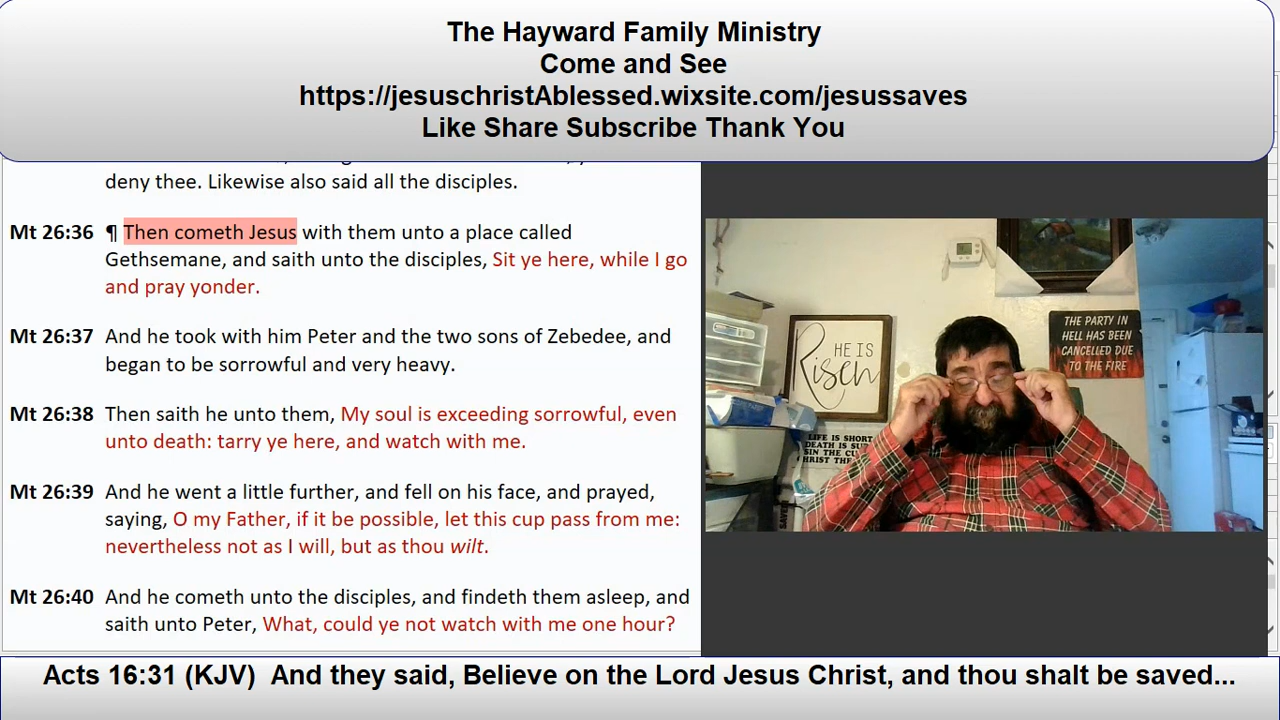 The Hayward Family Ministry
Come and See
https://jesuschristAblessed.wixsite.com/jesussaves
Like Share Subscribe Thank You
deny thee. Likewise also said all the disciples.
Mt 26:36 ¶ Then cometh Jesus with them unto a place called
Gethsemane, and saith unto the disciples, Sit ye here, while I go
and pray yonder.
Mt 26:37 And he took with him Peter and the two sons of Zebedee, and
began to be sorrowful and very heavy.
Mt 26:38 Then saith he unto them, My soul is exceeding sorrowful, even
unto death: tarry ye here, and watch with me.
Mt 26:39 And he went a little further, and fell on his face, and prayed,
saying, O my Father, if it be possible, let this cup pass from me:
nevertheless not as I will, but as thou wilt.
Mt 26:40 And he cometh unto the disciples, and findeth them asleep, and
saith unto Peter, What, could ye not watch with me one hour?
HE IS
Risen
THE PARTY IN
HELL HAS BEEN
CANCELLED DUE
TO THE FIRE
LIFE IS SHORT
DEATH IS
SIN THE
CHRIST
Acts 16:31 (KJV) And they said, Believe on the Lord Jesus Christ, and thou shalt be saved...